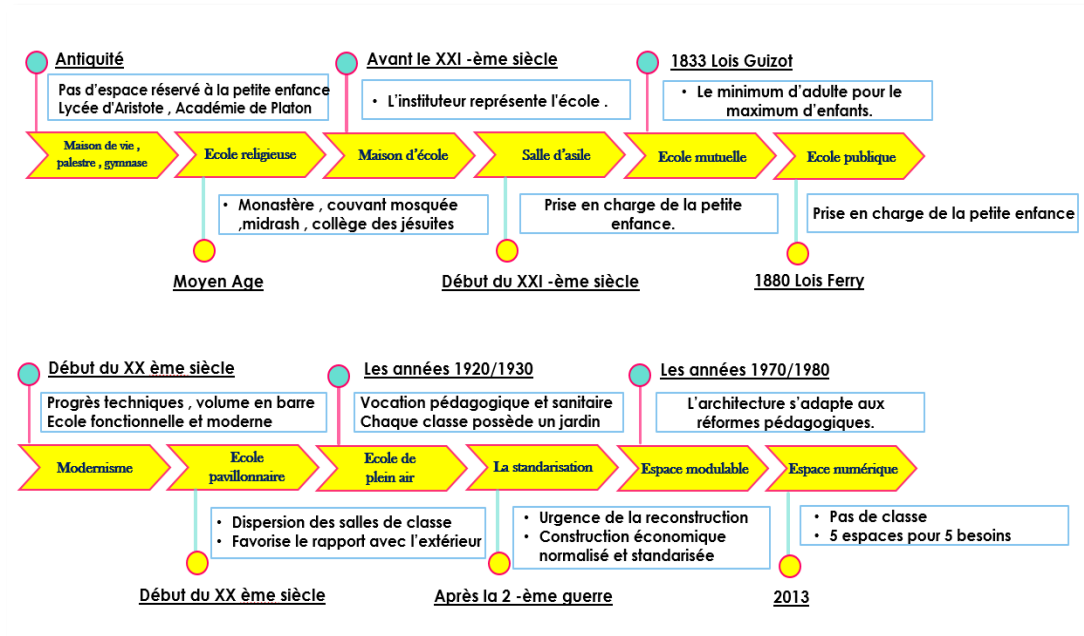 Antiquité
Pas d'espace réservé à la petite enfance
Lycée d'Aristote , Académie de Platon
Avant le XXI -ème siècle
• L'instituteur représente l'école .
1833 Lois Guizot
• Le minimum d'adulte pour le
maximum d'enfants.
Maison de vie ,
palestre , gymnase
Ecole religieuse
Maison d'école
Salle d'asile
Ecole mutuelle
Ecole publique
• Monastère , couvant mosquée
,midrash , collège des jésuites
Moyen Age
Prise en charge de la petite
enfance.
Début du XXI -ème siècle
Prise en charge de la petite enfance
1880 Lois Ferry
Début du XX ème siècle
Progrès techniques , volume en barre
Ecole fonctionnelle et moderne
Les années 1920/1930
Vocation pédagogique et sanitaire
Chaque classe possède un jardin
Les années 1970/1980
L'architecture s'adapte aux
réformes pédagogiques.
Modernisme
Ecole
pavillonnaire
Ecole de
plein air
La standarisation
Espace modulable
Espace numérique
• Dispersion des salles de classe
• Favorise le rapport avec l'extérieur
Début du XX ème siècle
• Urgence de la reconstruction
• Construction économique
normalisé et standarisée
Après la 2 -ème guerre
• Pas de classe
• 5 espaces pour 5 besoins
2013